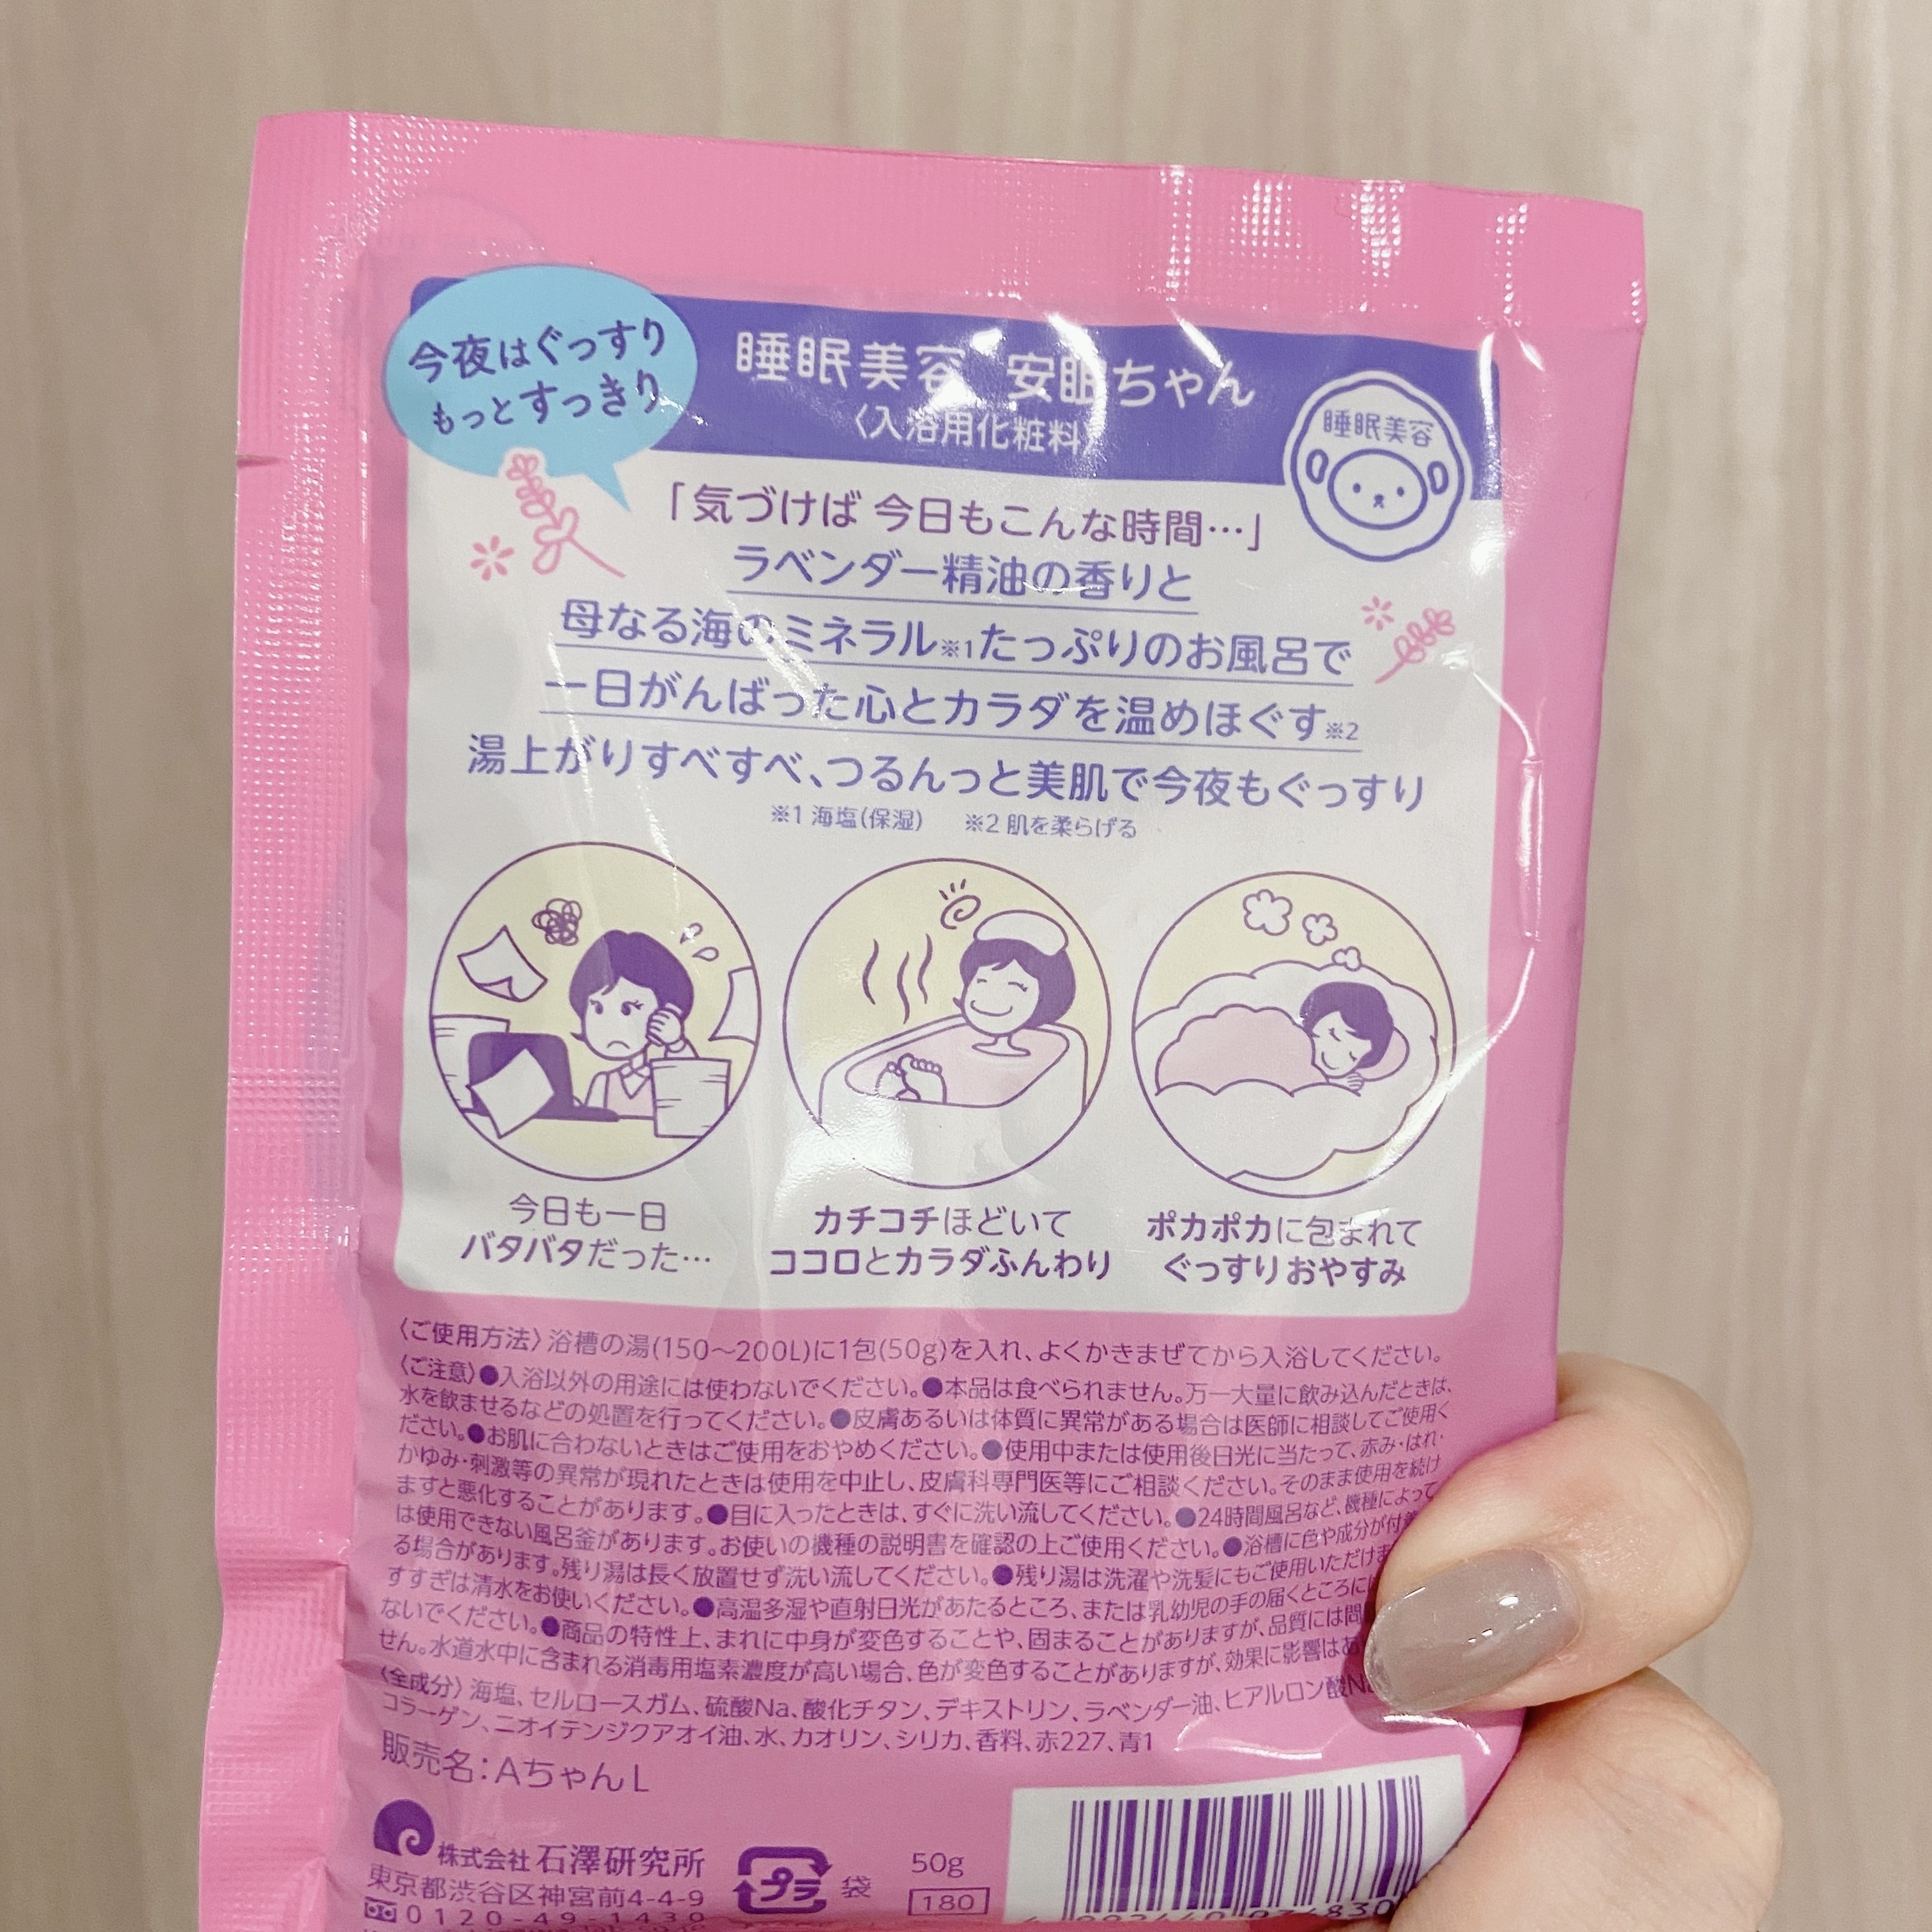 今夜はぐっすり
もっとすっきり
睡眠美容 安眠ちゃん
〈入浴用化粧料〉
睡眠美容
「気づけば 今日もこんな時間…」
ラベンダー精油の香りと
母なる海のミネラル※1たっぷりのお風呂で
一日がんばった心とカラダを温めほぐす※2
湯上がりすべすべ、つるんっと美肌で今夜もぐっすり
※1 海塩(保湿) ※2 肌を柔らげる
今日も一日
バタバタだった…
カチコチほどいて
ココロとカラダふんわり
ポカポカに包まれて
ぐっすりおやすみ
〈ご使用方法〉浴槽の湯(150〜200L)に1包(50g)を入れ、よくかきまぜてから入浴してください。
〈ご注意〉●入浴以外の用途には使わないでください。●本品は食べられません。万一大量に飲み込んだときは、
水を飲ませるなどの処置を行ってください。●皮膚あるいは体質に異常がある場合は医師に相談してご使用く
ださい。●お肌に合わないときはご使用をおやめください。●使用中または使用後日光に当たって、赤み・はれ・
かゆみ・刺激等の異常が現れたときは使用を中止し、皮膚科専門医等にご相談ください。そのまま使用を続け
ますと悪化することがあります。●目に入ったときは、すぐに洗い流してください。●24時間風呂など、機種によって
は使用できない風呂釜があります。お使いの機種の説明書を確認の上ご使用ください。●浴槽に色や成分が付
る場合があります。残り湯は長く放置せず洗い流してください。●残り湯は洗濯や洗髪にもご使用いただけま
すすぎは清水をお使いください。●高温多湿や直射日光があたるところ、または乳幼児の手の届くところに
ないでください。●商品の特性上、まれに中身が変色することや、固まることがありますが、品質には問
せん。水道水中に含まれる消毒用塩素濃度が高い場合、色が変色することがありますが、効果に影響はあ
〈全成分〉海塩、セルロースガム、硫酸Na、酸化チタン、デキストリン、ラベンダー油、ヒアルロン酸N
コラーゲン、ニオイテンジクアオイ油、水、カオリン、シリカ、香料、赤227、青1
販売名：AちゃんL
株式会社 石澤研究所
東京都渋谷区神宮前4-4-9
0120-49-1430
プラ 袋
50g
180